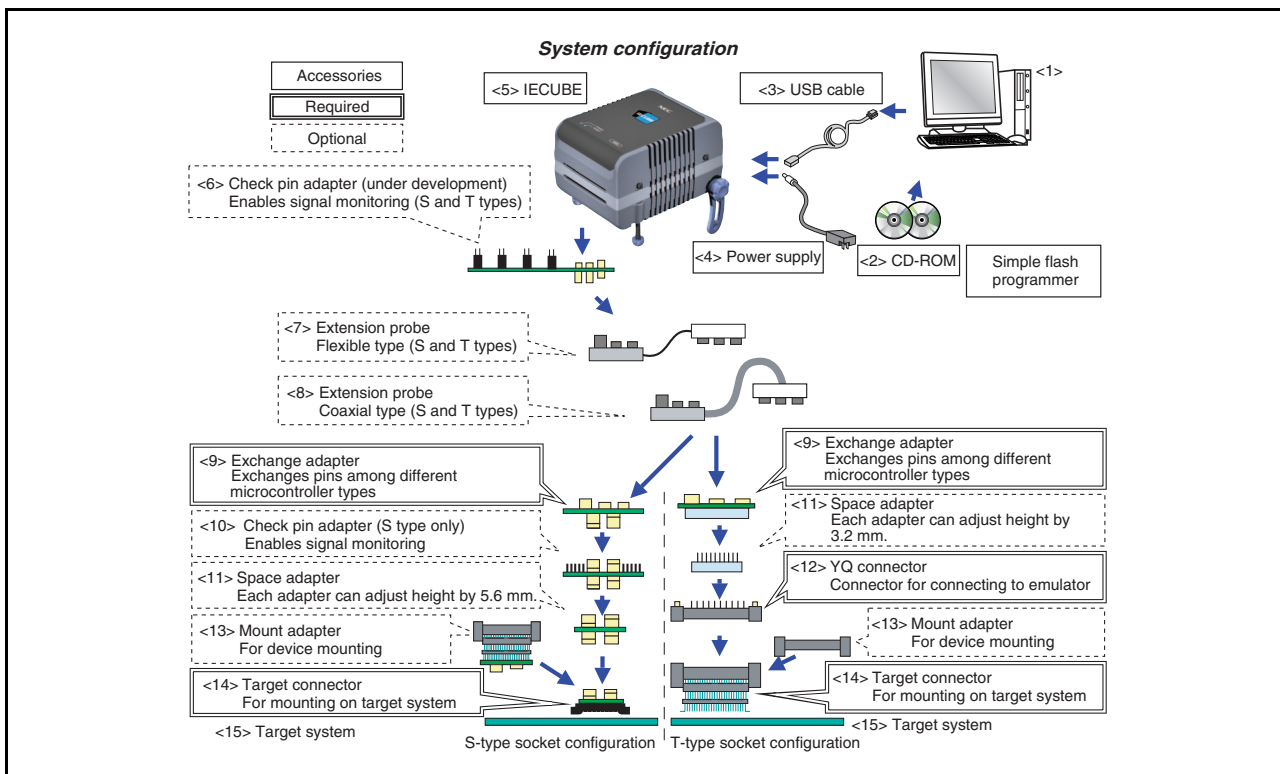 System configuration
Accessories
Required
Optional
<5> IECUBE
<3> USB cable
<1>
NEC
<6> Check pin adapter (under development)
Enables signal monitoring (S and T types)
<4> Power supply
<2> CD-ROM
Simple flash
programmer
<7> Extension probe
Flexible type (S and T types)
<8> Extension probe
Coaxial type (S and T types)
<9> Exchange adapter
Exchanges pins among different
microcontroller types
<10> Check pin adapter (S type only)
Enables signal monitoring
<11> Space adapter
Each adapter can adjust height by 5.6 mm.
<13> Mount adapter
For device mounting
<14> Target connector
For mounting on target system
<15> Target system
S-type socket configuration
<9> Exchange adapter
Exchanges pins among different
microcontroller types
<11> Space adapter
Each adapter can adjust height by
3.2 mm.
<12> YQ connector
Connector for connecting to emulator
<13> Mount adapter
For device mounting
<14> Target connector
For mounting on target system
<15> Target system
T-type socket configuration